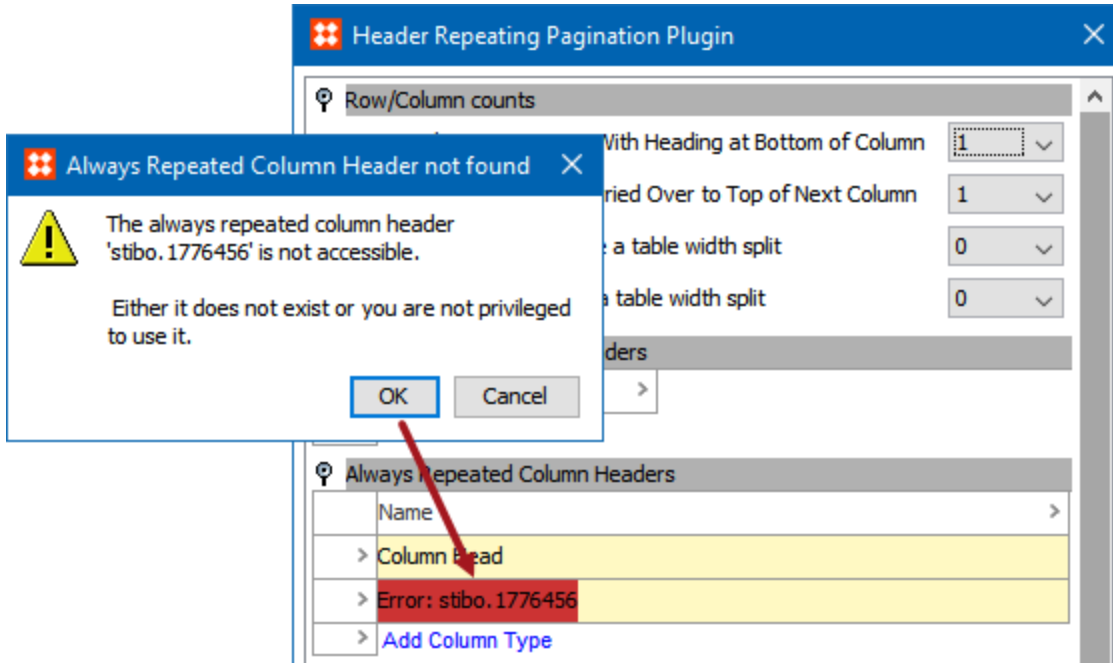 Header Repeating Pagination Plugin
Row/Column counts
With Heading at Bottom of Column 1
Always Repeated Column Header not found
ried Over to Top of Next Column 1
The always repeated column header
'stibo.1776456' is not accessible.
a table width split 0
Either it does not exist or you are not privileged
to use it.
a table width split 0
ders
OK Cancel
Always Repeated Column Headers
Name
Column Head
Error: stibo.1776456
Add Column Type